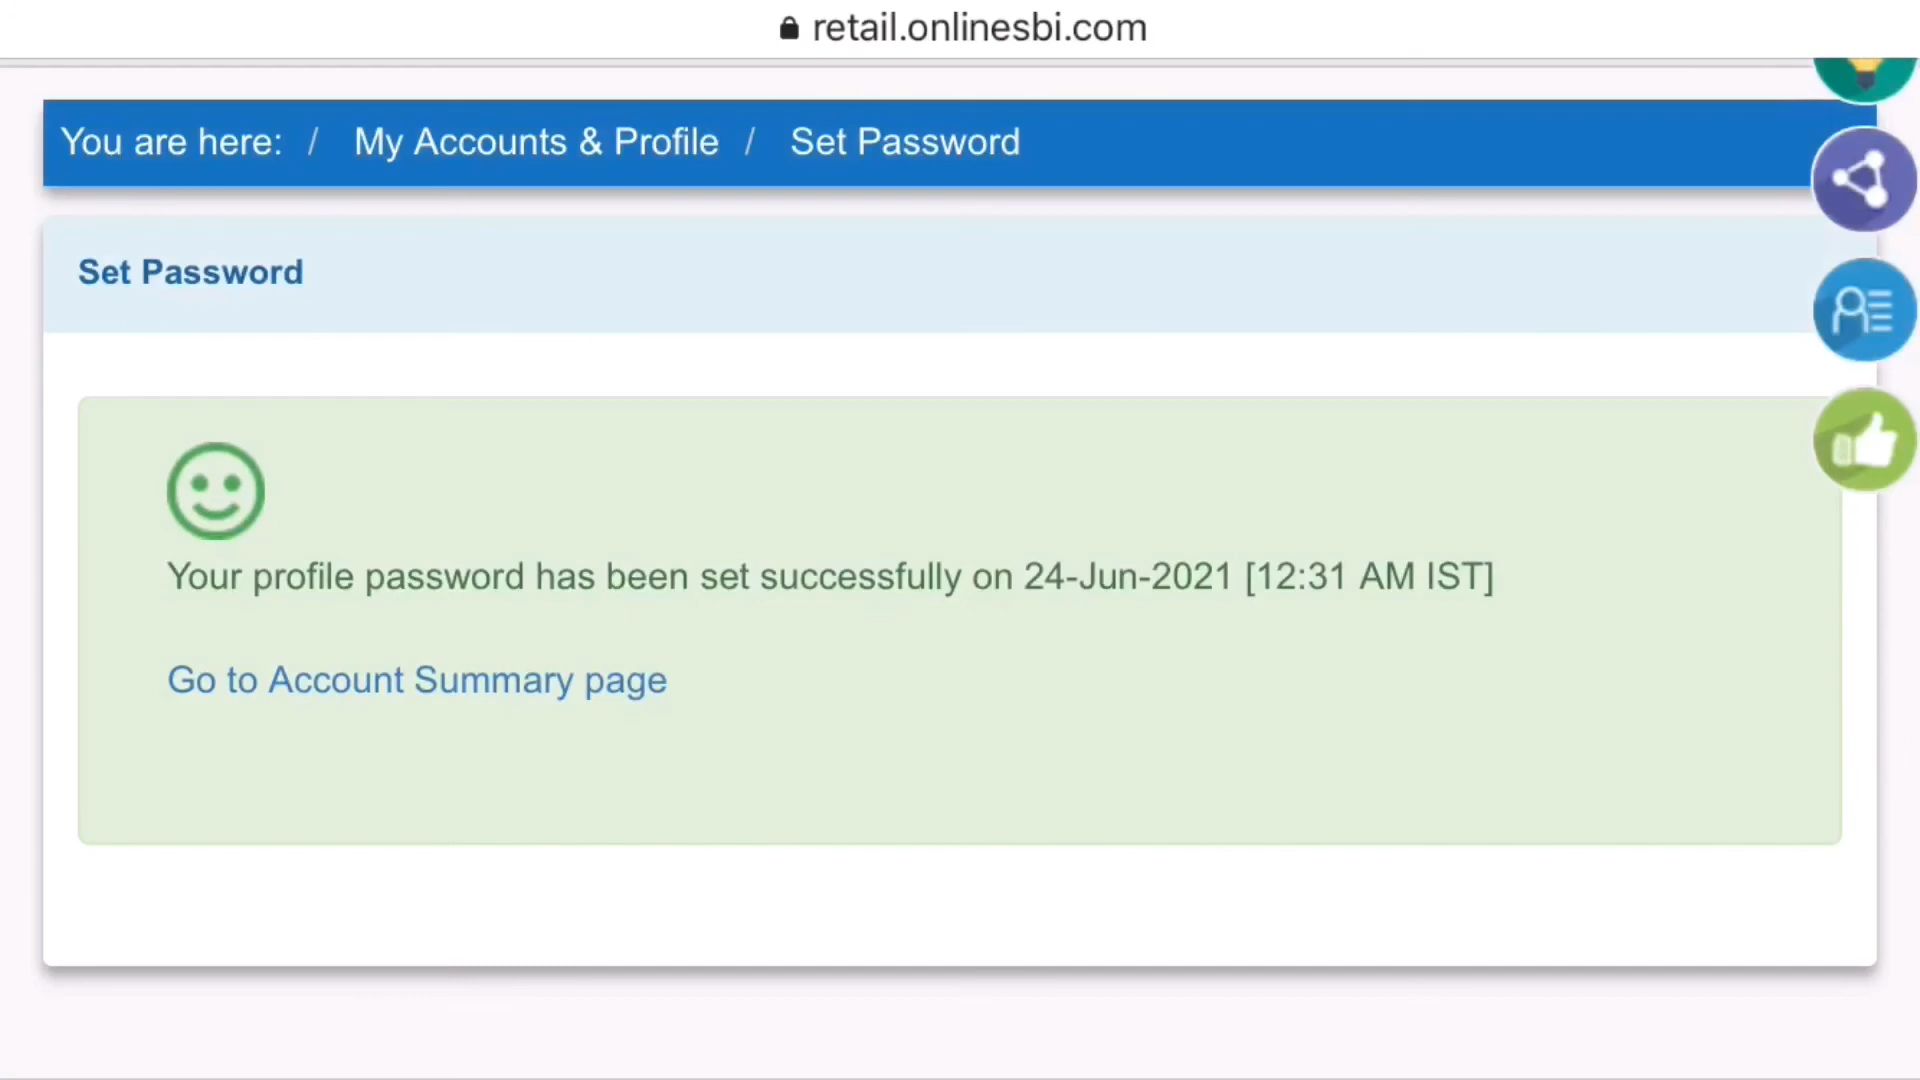 retail.onlinesbi.com
You are here: / My Accounts & Profile / Set Password
Set Password
Your profile password has been set successfully on 24-Jun-2021 [12:31 AM IST]
Go to Account Summary page